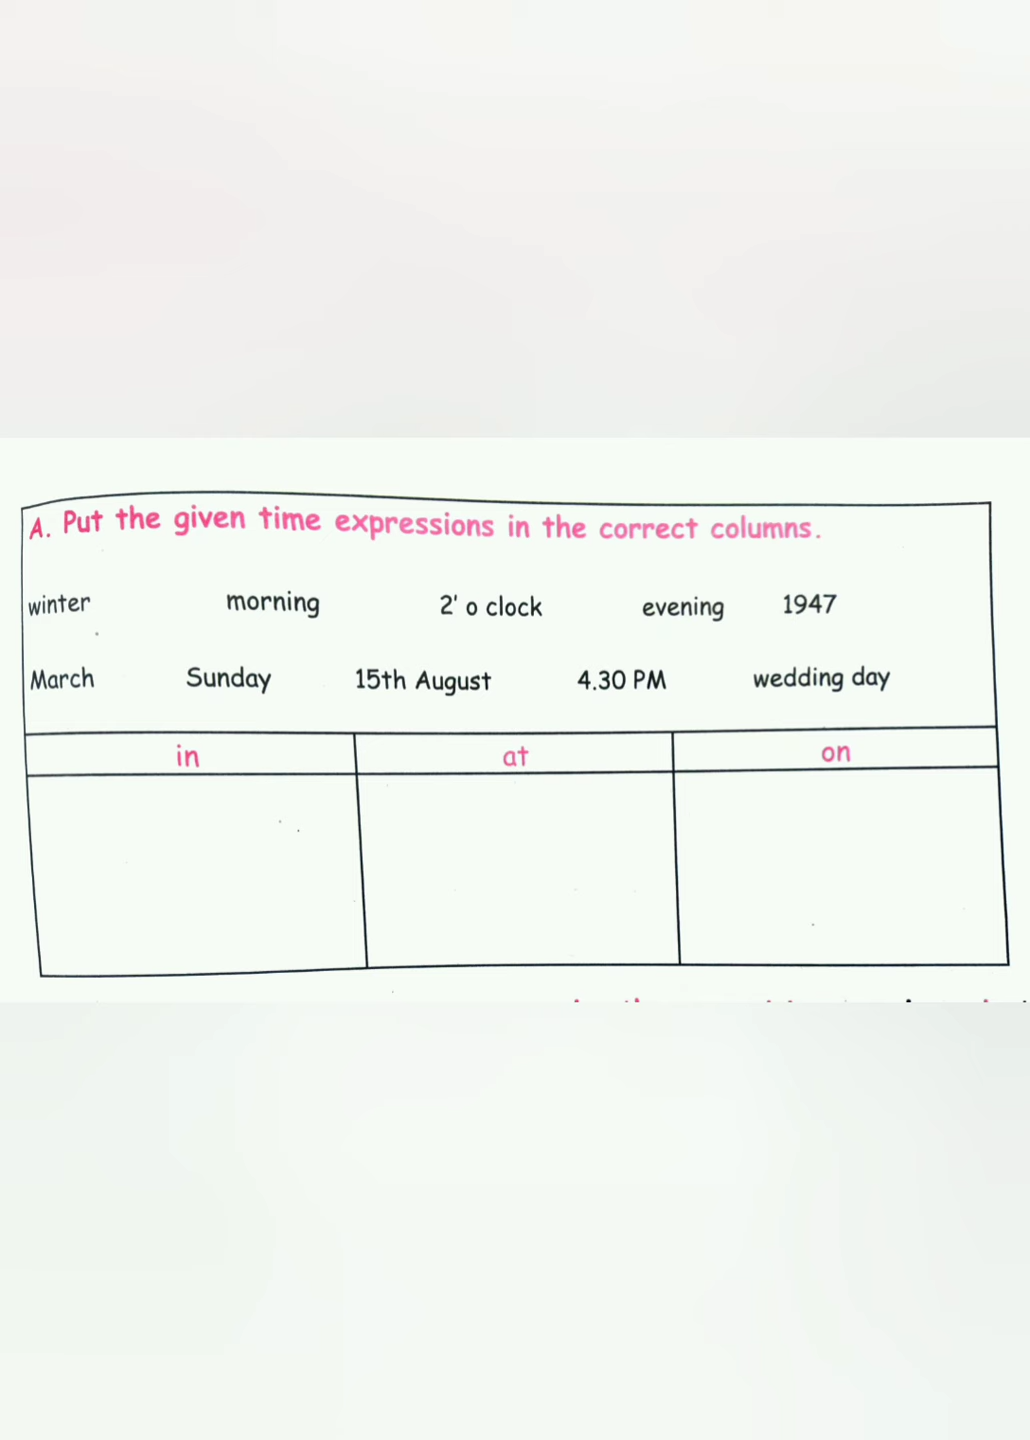 A. Put the given time expressions in the correct columns.
winter morning 2' o clock evening 1947
March Sunday 15th August 4.30 PM wedding day
in at on